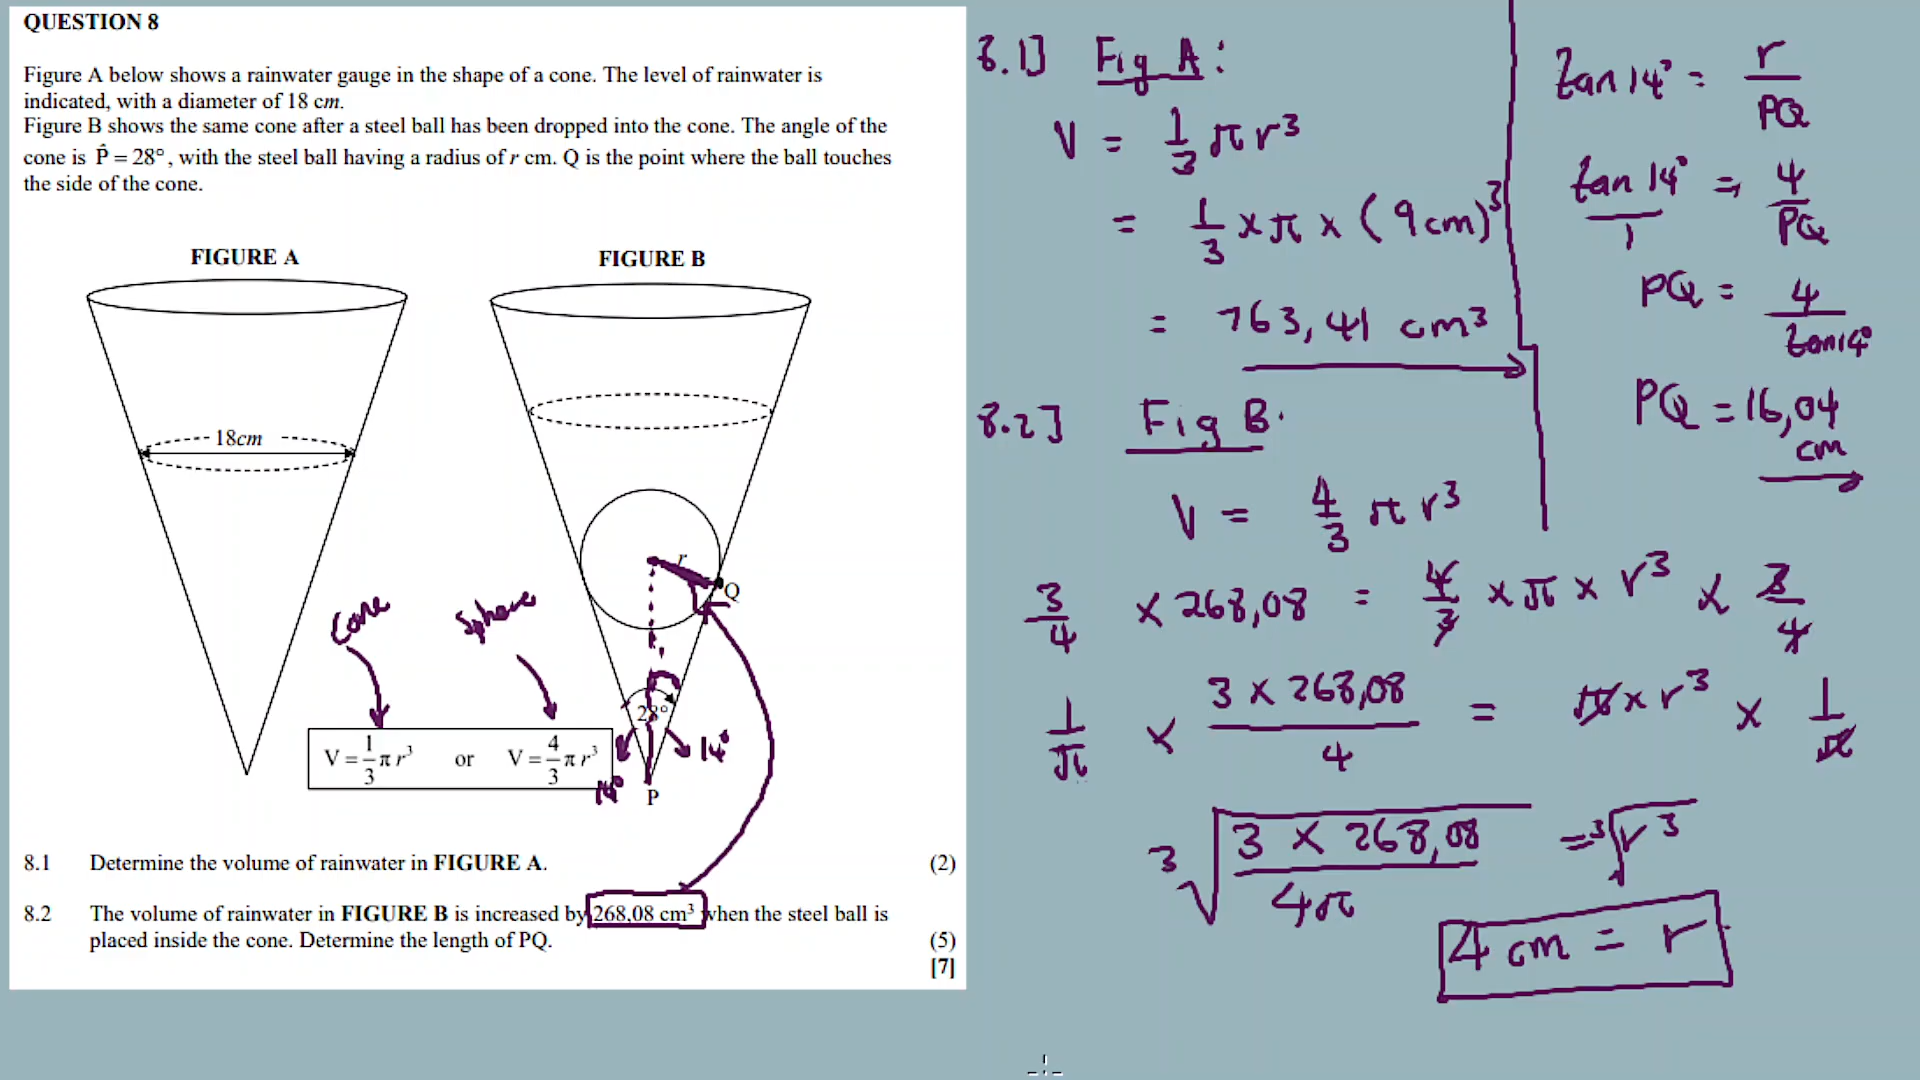 QUESTION 8
Figure A below shows a rainwater gauge in the shape of a cone. The level of rainwater is
indicated, with a diameter of 18 cm.
Figure B shows the same cone after a steel ball has been dropped into the cone. The angle of the
cone is P̂ = 28°, with the steel ball having a radius of r cm. Q is the point where the ball touches
the side of the cone.
FIGURE A
FIGURE B
18cm
r
Q
Cone
Sphere
28°
14°
14°
P
V = 1/3 π r³ or V = 4/3 π r³
8.1 Determine the volume of rainwater in FIGURE A. (2)
8.2 The volume of rainwater in FIGURE B is increased by 268,08 cm³ when the steel ball is
placed inside the cone. Determine the length of PQ. (5)
[7]
8.1] Fig A:
V = 1/3 π r³
= 1/3 × π × (9cm)³
= 763,41 cm³
8.2] Fig B.
V = 4/3 π r³
3/4 × 268,08 = 4/3 × π × r³ × 3/4
1/π × 3 × 268,08 / 4 = π × r³ × 1/π
³√(3 × 268,08 / 4π) = ³√r³
4 cm = r
tan 14° = r/PQ
tan 14°/1 = 4/PQ
PQ = 4/tan14°
PQ = 16,04
cm